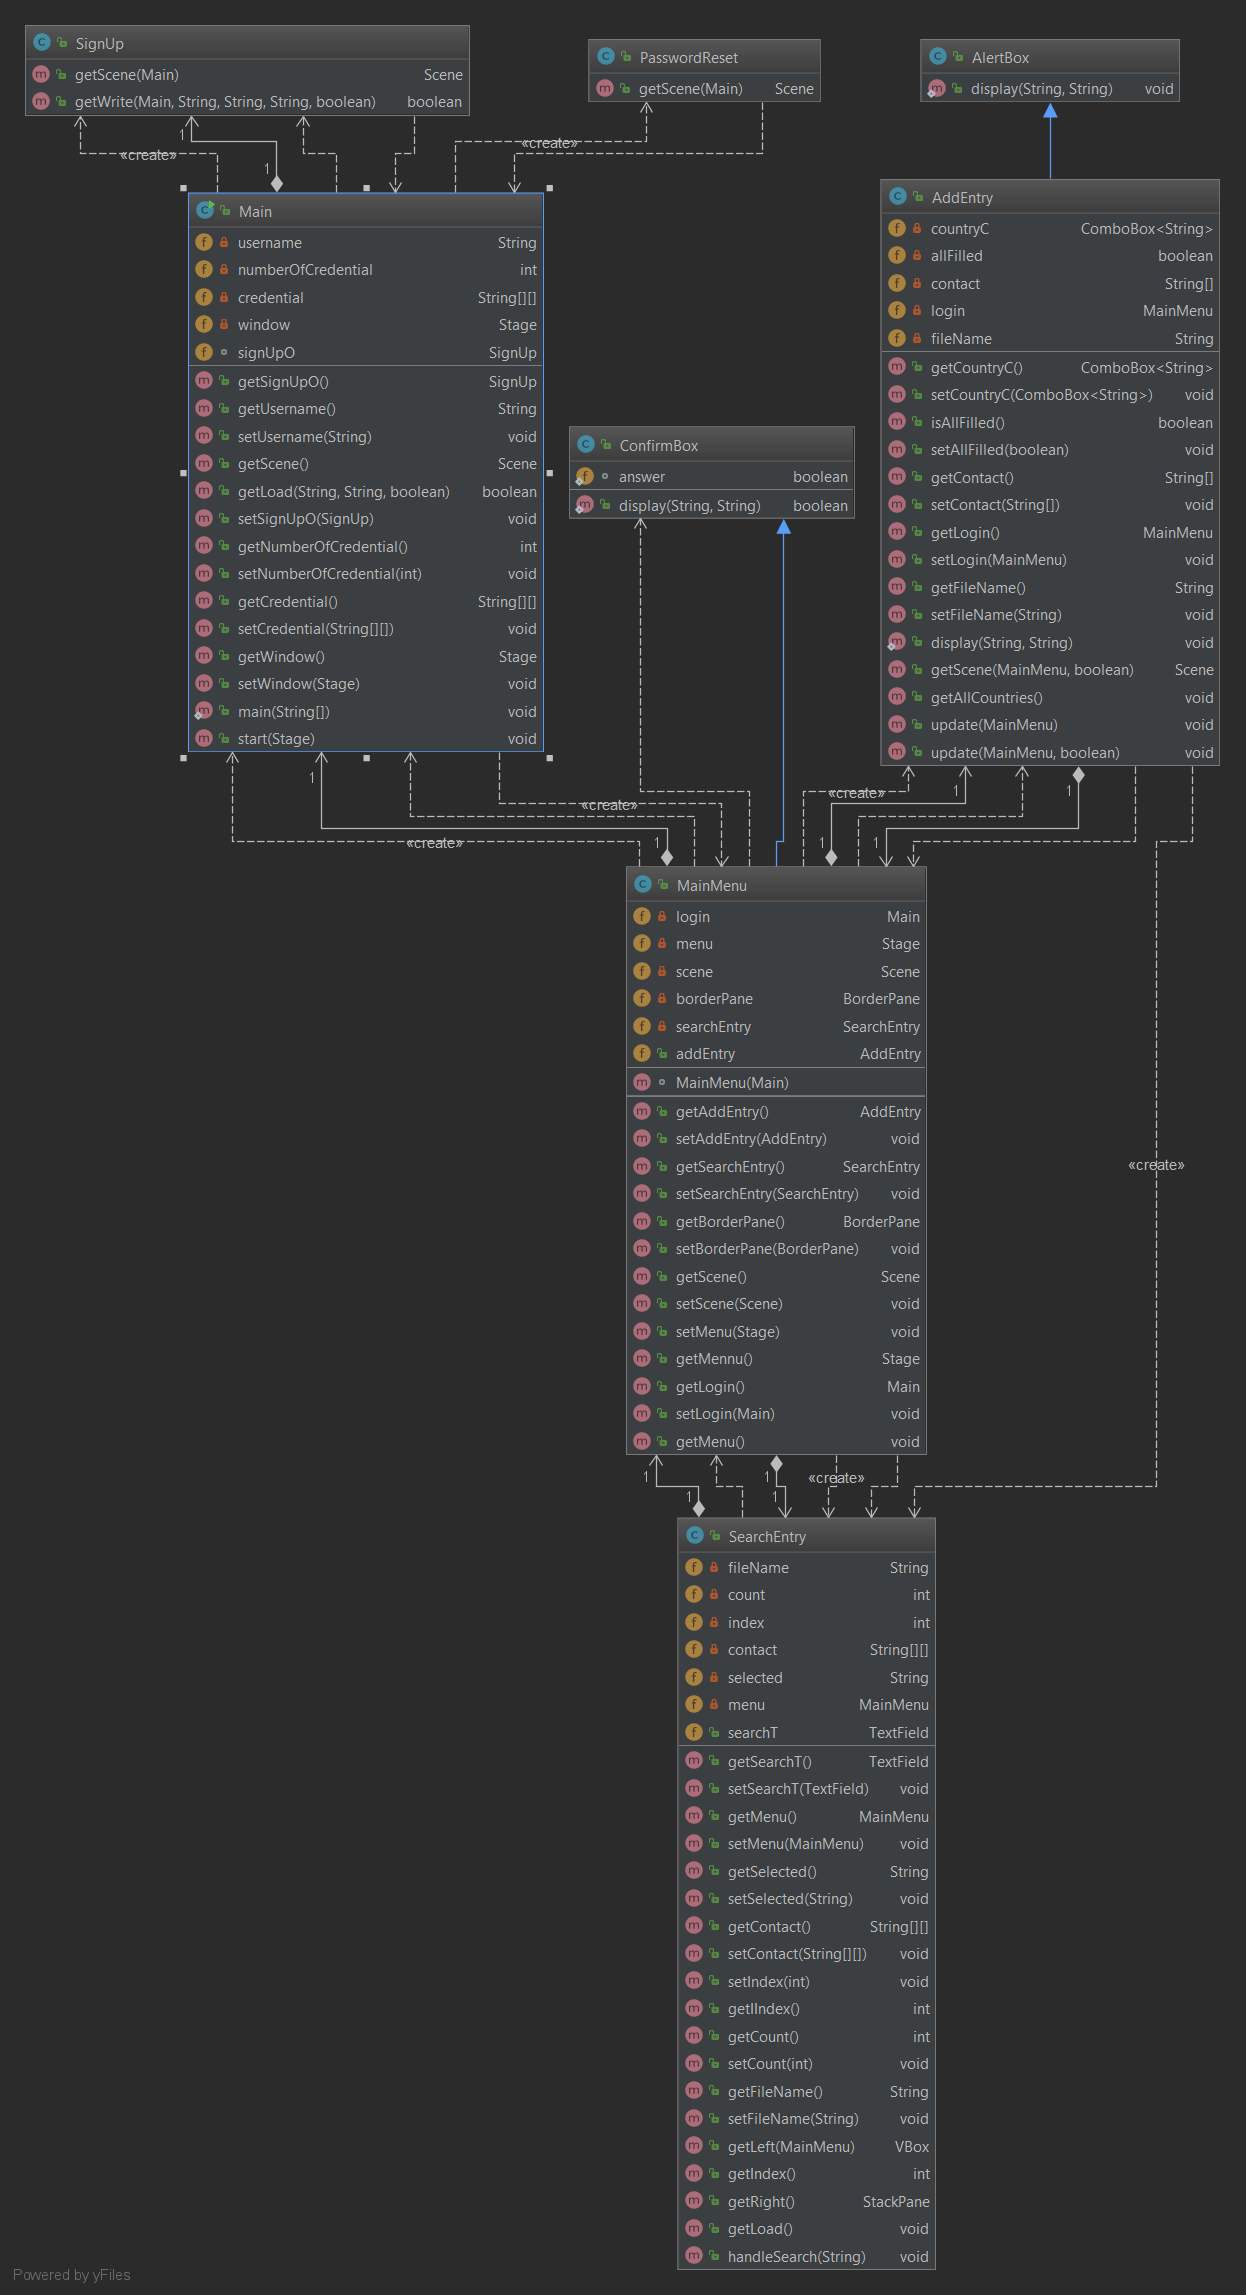 SignUp
getScene(Main) Scene
getWrite(Main, String, String, String, boolean) boolean
PasswordReset
getScene(Main) Scene
AlertBox
display(String, String) void
1
«create»
1
«create»
Main
username String
numberOfCredential int
credential String[][]
window Stage
signUpO SignUp
getSignUpO() SignUp
getUsername() String
setUsername(String) void
getScene() Scene
getLoad(String, String, boolean) boolean
setSignUpO(SignUp) void
getNumberOfCredential() int
setNumberOfCredential(int) void
getCredential() String[][]
setCredential(String[][]) void
getWindow() Stage
setWindow(Stage) void
main(String[]) void
start(Stage) void
AddEntry
countryC ComboBox<String>
allFilled boolean
contact String[]
login MainMenu
fileName String
getCountryC() ComboBox<String>
setCountryC(ComboBox<String>) void
isAllFilled() boolean
setAllFilled(boolean) void
getContact() String[]
setContact(String[]) void
getLogin() MainMenu
setLogin(MainMenu) void
getFileName() String
setFileName(String) void
display(String, String) void
getScene(MainMenu, boolean) Scene
getAllCountries() void
update(MainMenu) void
update(MainMenu, boolean) void
ConfirmBox
answer boolean
display(String, String) boolean
1
«create»
«create»
1
«create»
1
1
1
1
MainMenu
login Main
menu Stage
scene Scene
borderPane BorderPane
searchEntry SearchEntry
addEntry AddEntry
MainMenu(Main)
getAddEntry() AddEntry
setAddEntry(AddEntry) void
getSearchEntry() SearchEntry
setSearchEntry(SearchEntry) void
getBorderPane() BorderPane
setBorderPane(BorderPane) void
getScene() Scene
setScene(Scene) void
setMenu(Stage) void
getMennu() Stage
getLogin() Main
setLogin(Main) void
getMenu() void
«create»
1
1
1
1
«create»
SearchEntry
fileName String
count int
index int
contact String[][]
selected String
menu MainMenu
searchT TextField
getSearchT() TextField
setSearchT(TextField) void
getMenu() MainMenu
setMenu(MainMenu) void
getSelected() String
setSelected(String) void
getContact() String[][]
setContact(String[][]) void
setIndex(int) void
getIIndex() int
getCount() int
setCount(int) void
getFileName() String
setFileName(String) void
getLeft(MainMenu) VBox
getIndex() int
getRight() StackPane
getLoad() void
handleSearch(String) void
Powered by yFiles